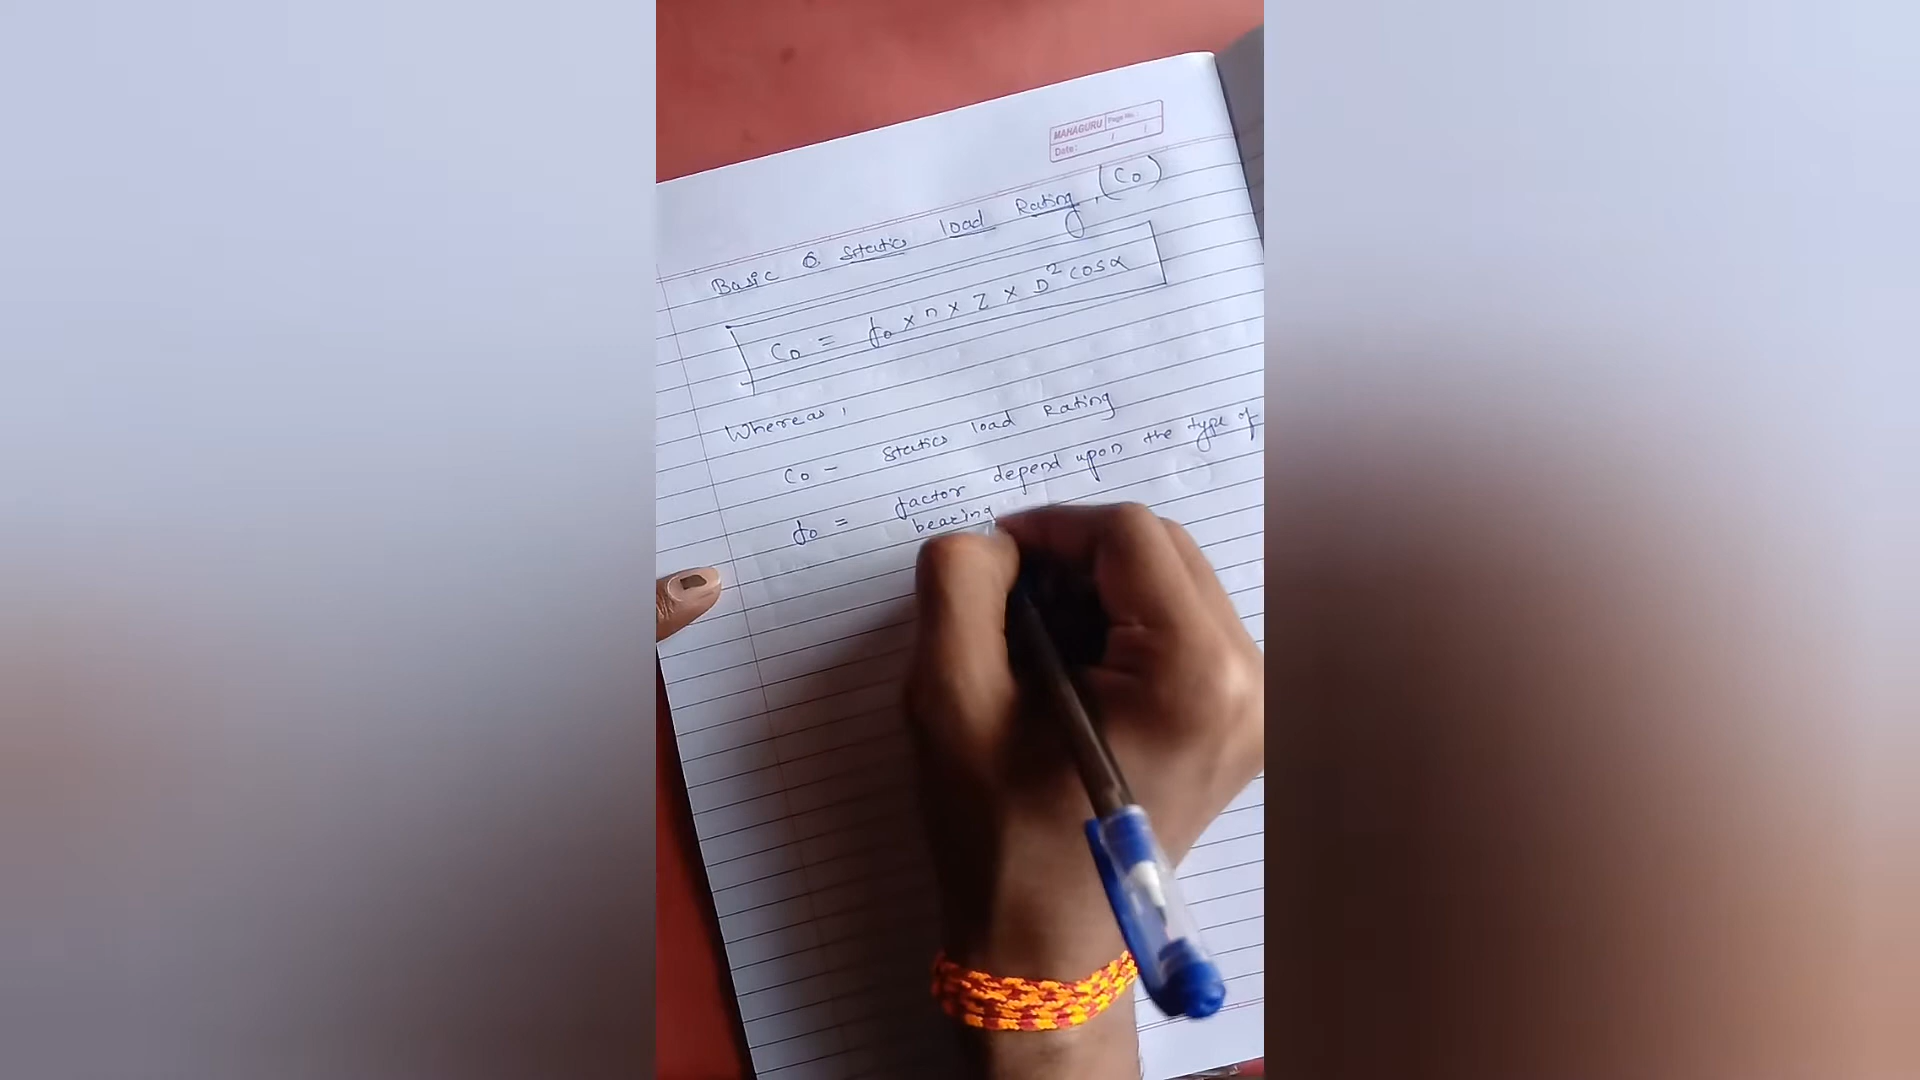 MAHAGURU Page No.:
Date: / /
Basic Statics load Rating, (Co)
Co = fo × n × Z × D² cosα
Whereas,
Co - Statics load Rating
fo = factor depend upon the type of
bearing